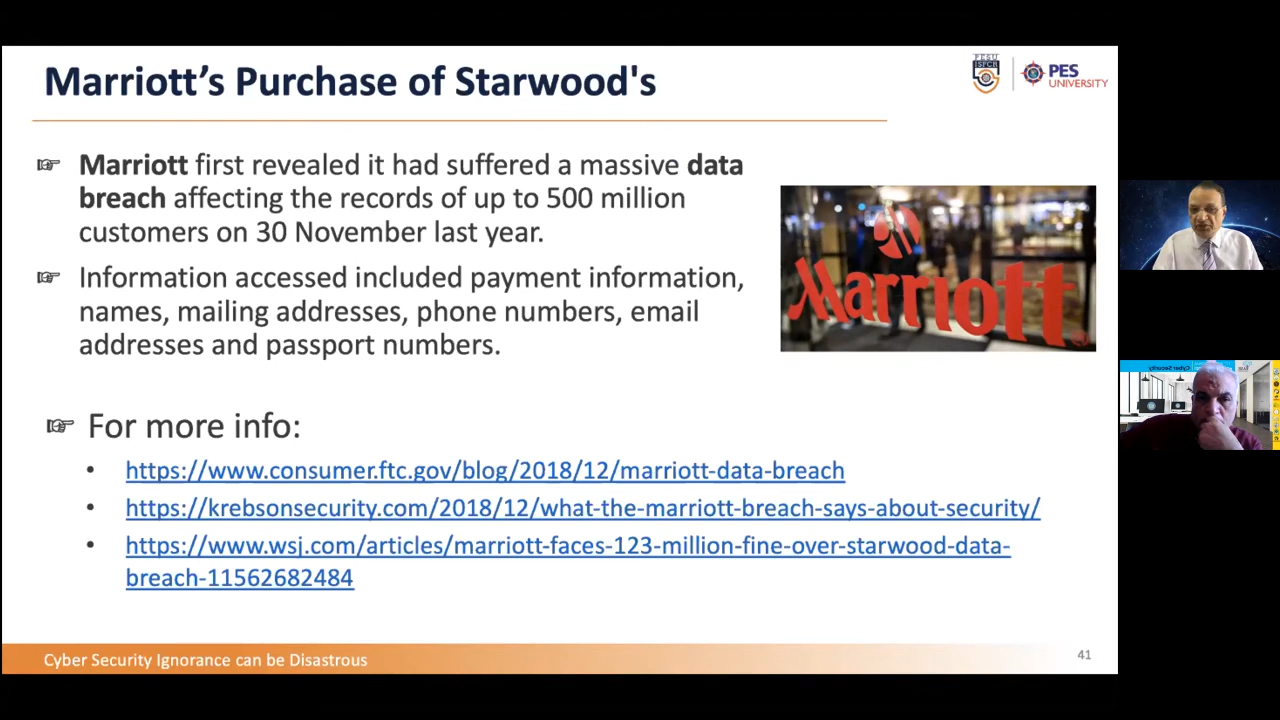 Marriott’s Purchase of Starwood's
PESU
ISFCR
PES
UNIVERSITY
Marriott first revealed it had suffered a massive data
breach affecting the records of up to 500 million
customers on 30 November last year.
Information accessed included payment information,
names, mailing addresses, phone numbers, email
addresses and passport numbers.
Marriott
For more info:
https://www.consumer.ftc.gov/blog/2018/12/marriott-data-breach
https://krebsonsecurity.com/2018/12/what-the-marriott-breach-says-about-security/
https://www.wsj.com/articles/marriott-faces-123-million-fine-over-starwood-data-
breach-11562682484
Cyber Security Ignorance can be Disastrous
41
Cyber Security